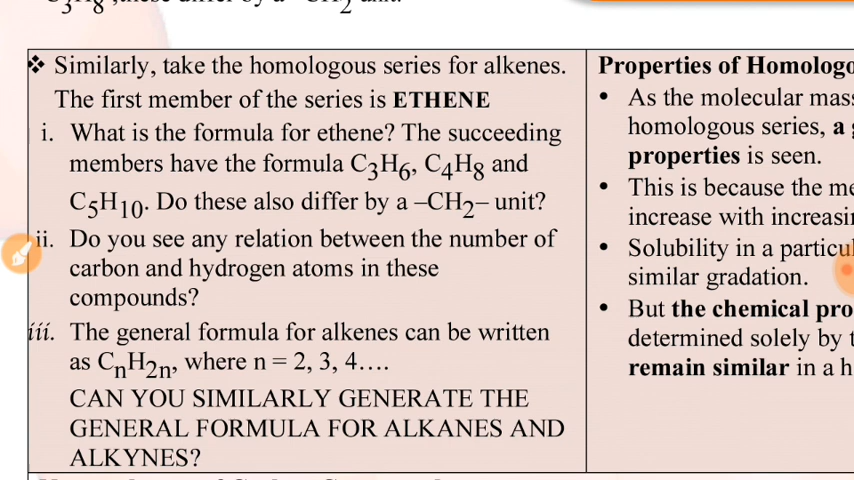 ❖ Similarly, take the homologous series for alkenes.
The first member of the series is ETHENE
i. What is the formula for ethene? The succeeding
members have the formula C3H6, C4H8 and
C5H10. Do these also differ by a –CH2– unit?
ii. Do you see any relation between the number of
carbon and hydrogen atoms in these
compounds?
iii. The general formula for alkenes can be written
as CnH2n, where n = 2, 3, 4….
CAN YOU SIMILARLY GENERATE THE
GENERAL FORMULA FOR ALKANES AND
ALKYNES?
Properties of Homologo
• As the molecular mass
homologous series, a
properties is seen.
• This is because the me
increase with increasin
• Solubility in a particul
similar gradation.
• But the chemical pro
determined solely by t
remain similar in a h